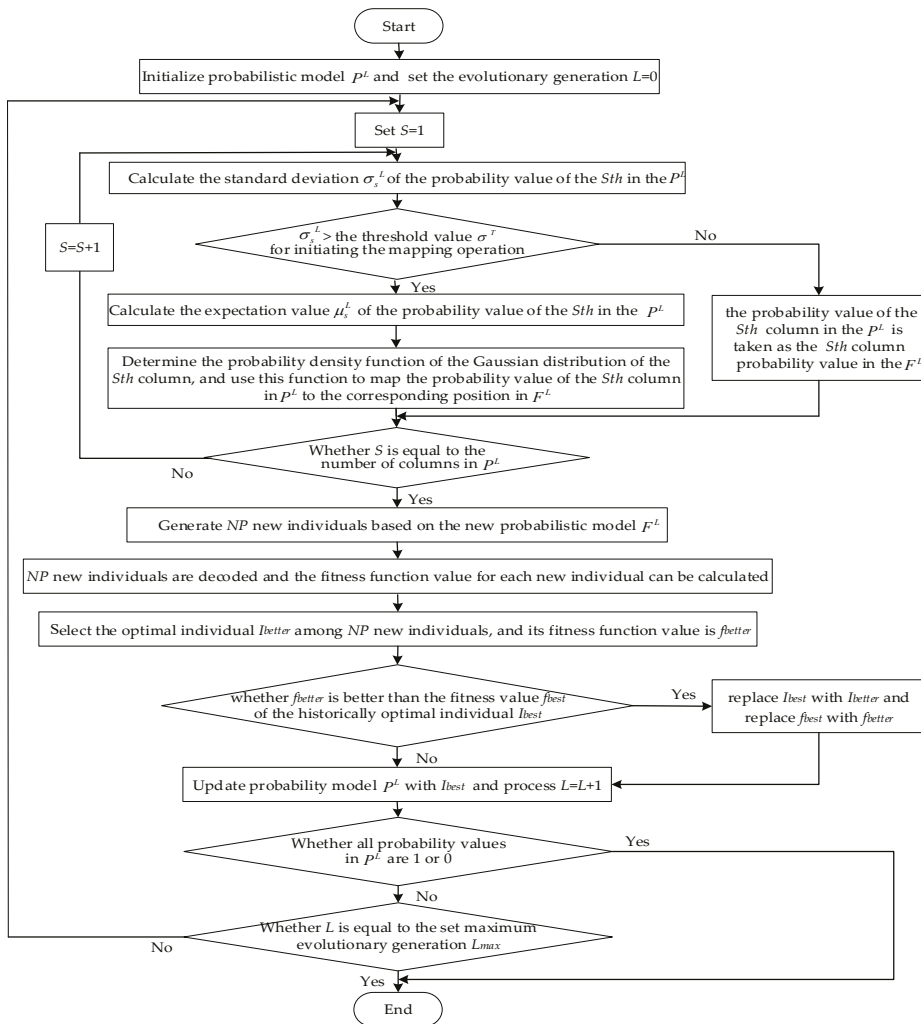 Start
Initialize probabilistic model P^L and set the evolutionary generation L=0
Set S=1
Calculate the standard deviation σ_s^L of the probability value of the Sth in the P^L
S=S+1
σ_s^L > the threshold value σ^T
for initiating the mapping operation
No
Yes
Calculate the expectation value μ_s^L of the probability value of the Sth in the P^L
the probability value of the
Sth column in the P^L is
taken as the Sth column
probability value in the F^L
Determine the probability density function of the Gaussian distribution of the
Sth column, and use this function to map the probability value of the Sth column
in P^L to the corresponding position in F^L
Whether S is equal to the
number of columns in P^L
No
Yes
Generate NP new individuals based on the new probabilistic model F^L
NP new individuals are decoded and the fitness function value for each new individual can be calculated
Select the optimal individual Ibetter among NP new individuals, and its fitness function value is fbetter
whether fbetter is better than the fitness value fbest
of the historically optimal individual Ibest
Yes
replace Ibest with Ibetter and
replace fbest with fbetter
No
Update probability model P^L with Ibest and process L=L+1
Whether all probability values
in P^L are 1 or 0
Yes
No
Whether L is equal to the set maximum
evolutionary generation Lmax
No
Yes
End